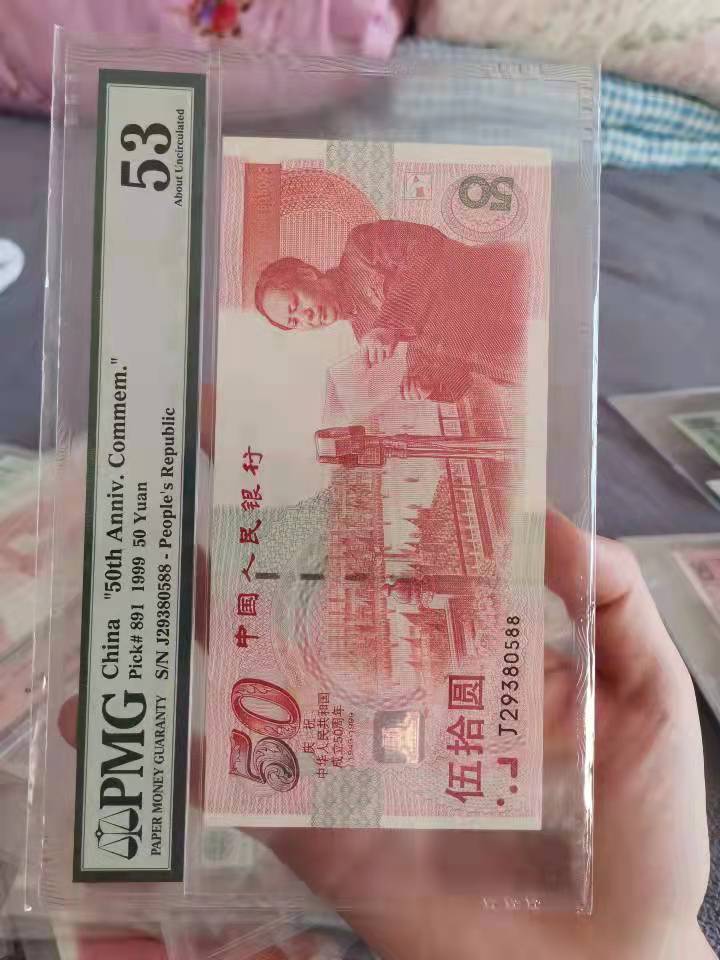 PMG
PAPER MONEY GUARANTY
China "50th Anniv. Commem."
Pick# 891 1999 50 Yuan
S/N J29380588 - People's Republic
53
About Uncirculated
中国人民银行
50
50
庆祝
中华人民共和国
成立50周年
伍拾圆
J29380588